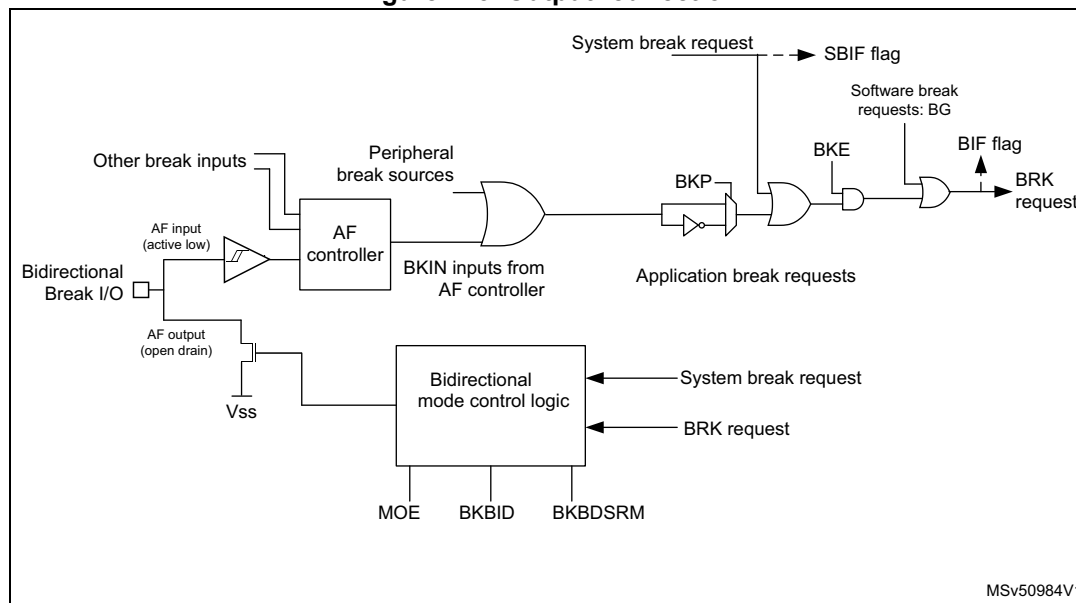 System break request
SBIF flag
Software break
requests: BG
BIF flag
BKE
BRK
request
Peripheral
break sources
BKP
Other break inputs
AF input
(active low)
AF
controller
BKIN inputs from
AF controller
Application break requests
Bidirectional
Break I/O
AF output
(open drain)
Vss
Bidirectional
mode control logic
System break request
BRK request
MOE
BKBID
BKBDSRM
MSv50984V1